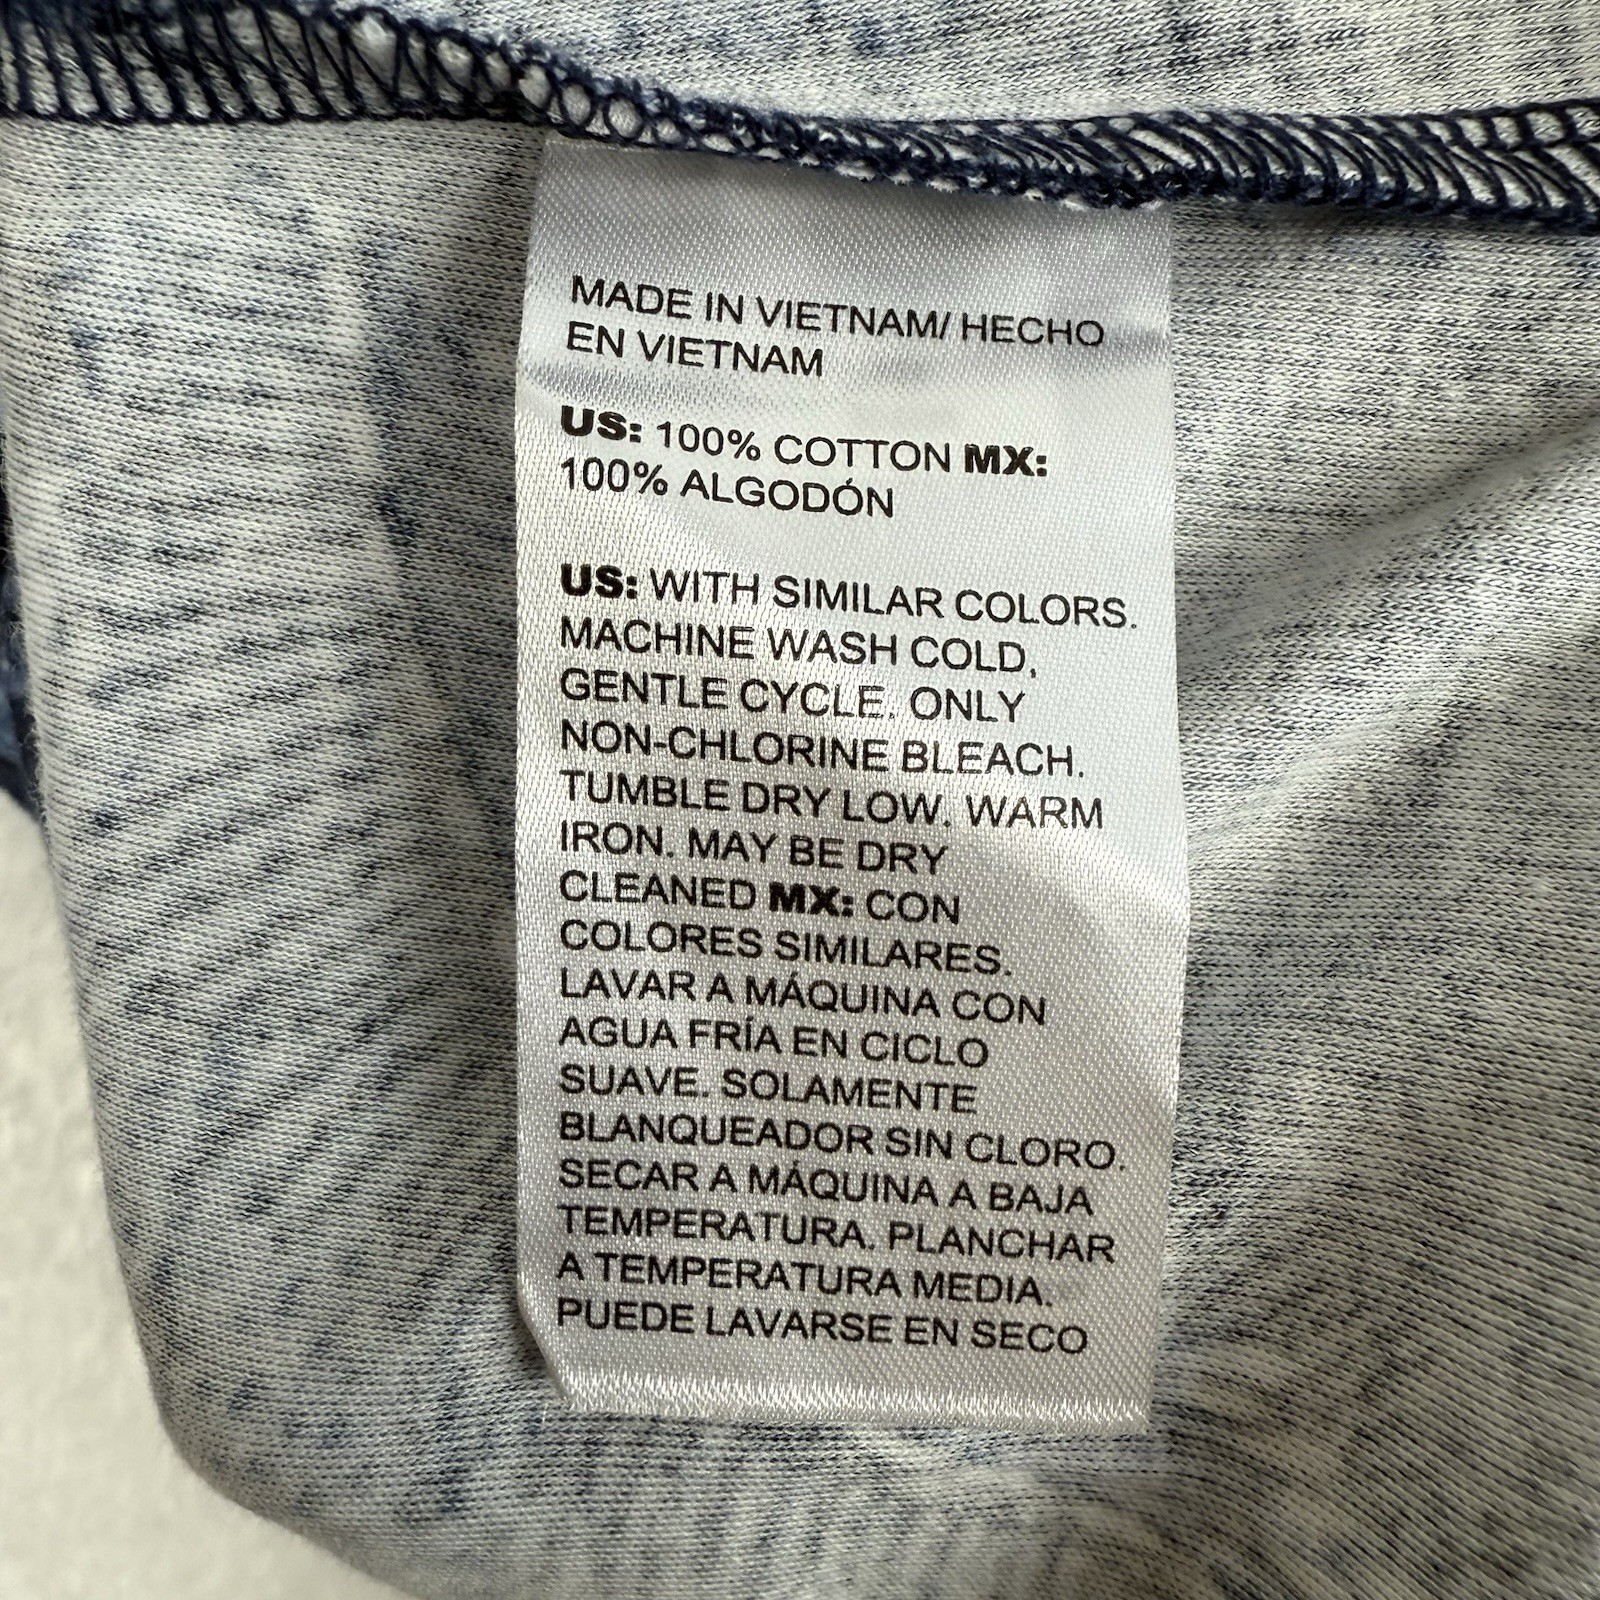 MADE IN VIETNAM/ HECHO
EN VIETNAM
US: 100% COTTON MX:
100% ALGODÓN
US: WITH SIMILAR COLORS.
MACHINE WASH COLD,
GENTLE CYCLE. ONLY
NON-CHLORINE BLEACH.
TUMBLE DRY LOW. WARM
IRON. MAY BE DRY
CLEANED MX: CON
COLORES SIMILARES.
LAVAR A MÁQUINA CON
AGUA FRÍA EN CICLO
SUAVE. SOLAMENTE
BLANQUEADOR SIN CLORO.
SECAR A MÁQUINA A BAJA
TEMPERATURA. PLANCHAR
A TEMPERATURA MEDIA.
PUEDE LAVARSE EN SECO